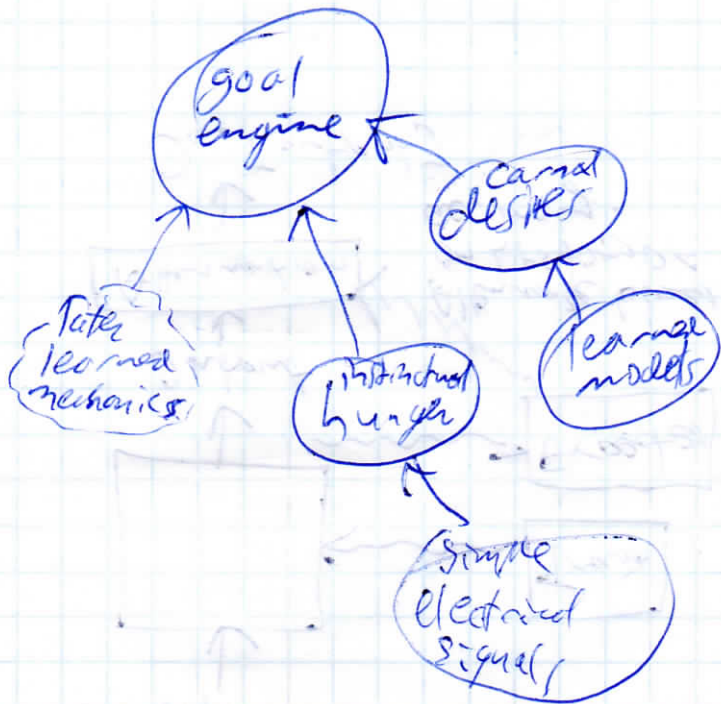 goal
engine
carnal
desires
later
learned
mechanics
instinctual
hunger
learned
models
simple
electrical
signals